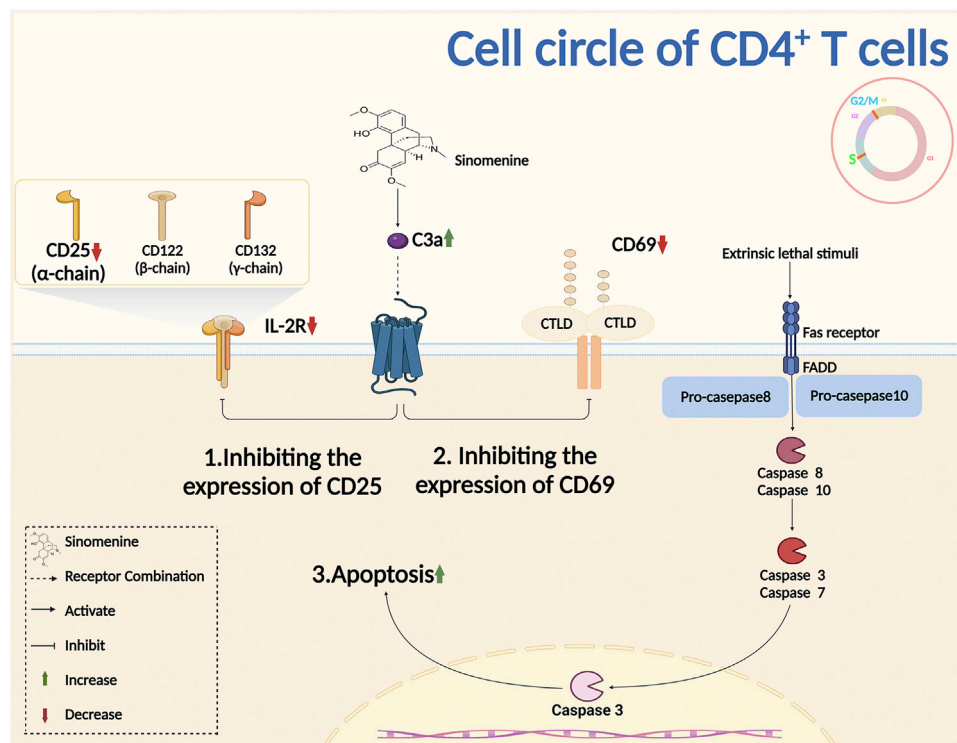 Cell circle of CD4+ T cells
G2/M
M
G2
S
G1
O
HO
N
H
O
O
Sinomenine
C3a
CD25
(α-chain)
CD122
(β-chain)
CD132
(γ-chain)
IL-2R
CD69
CTLD
CTLD
Extrinsic lethal stimuli
Fas receptor
FADD
Pro-casepase8
Pro-casepase10
Caspase 8
Caspase 10
Caspase 3
Caspase 7
1.Inhibiting the
expression of CD25
2. Inhibiting the
expression of CD69
3.Apoptosis
Caspase 3
Sinomenine
Receptor Combination
Activate
Inhibit
Increase
Decrease